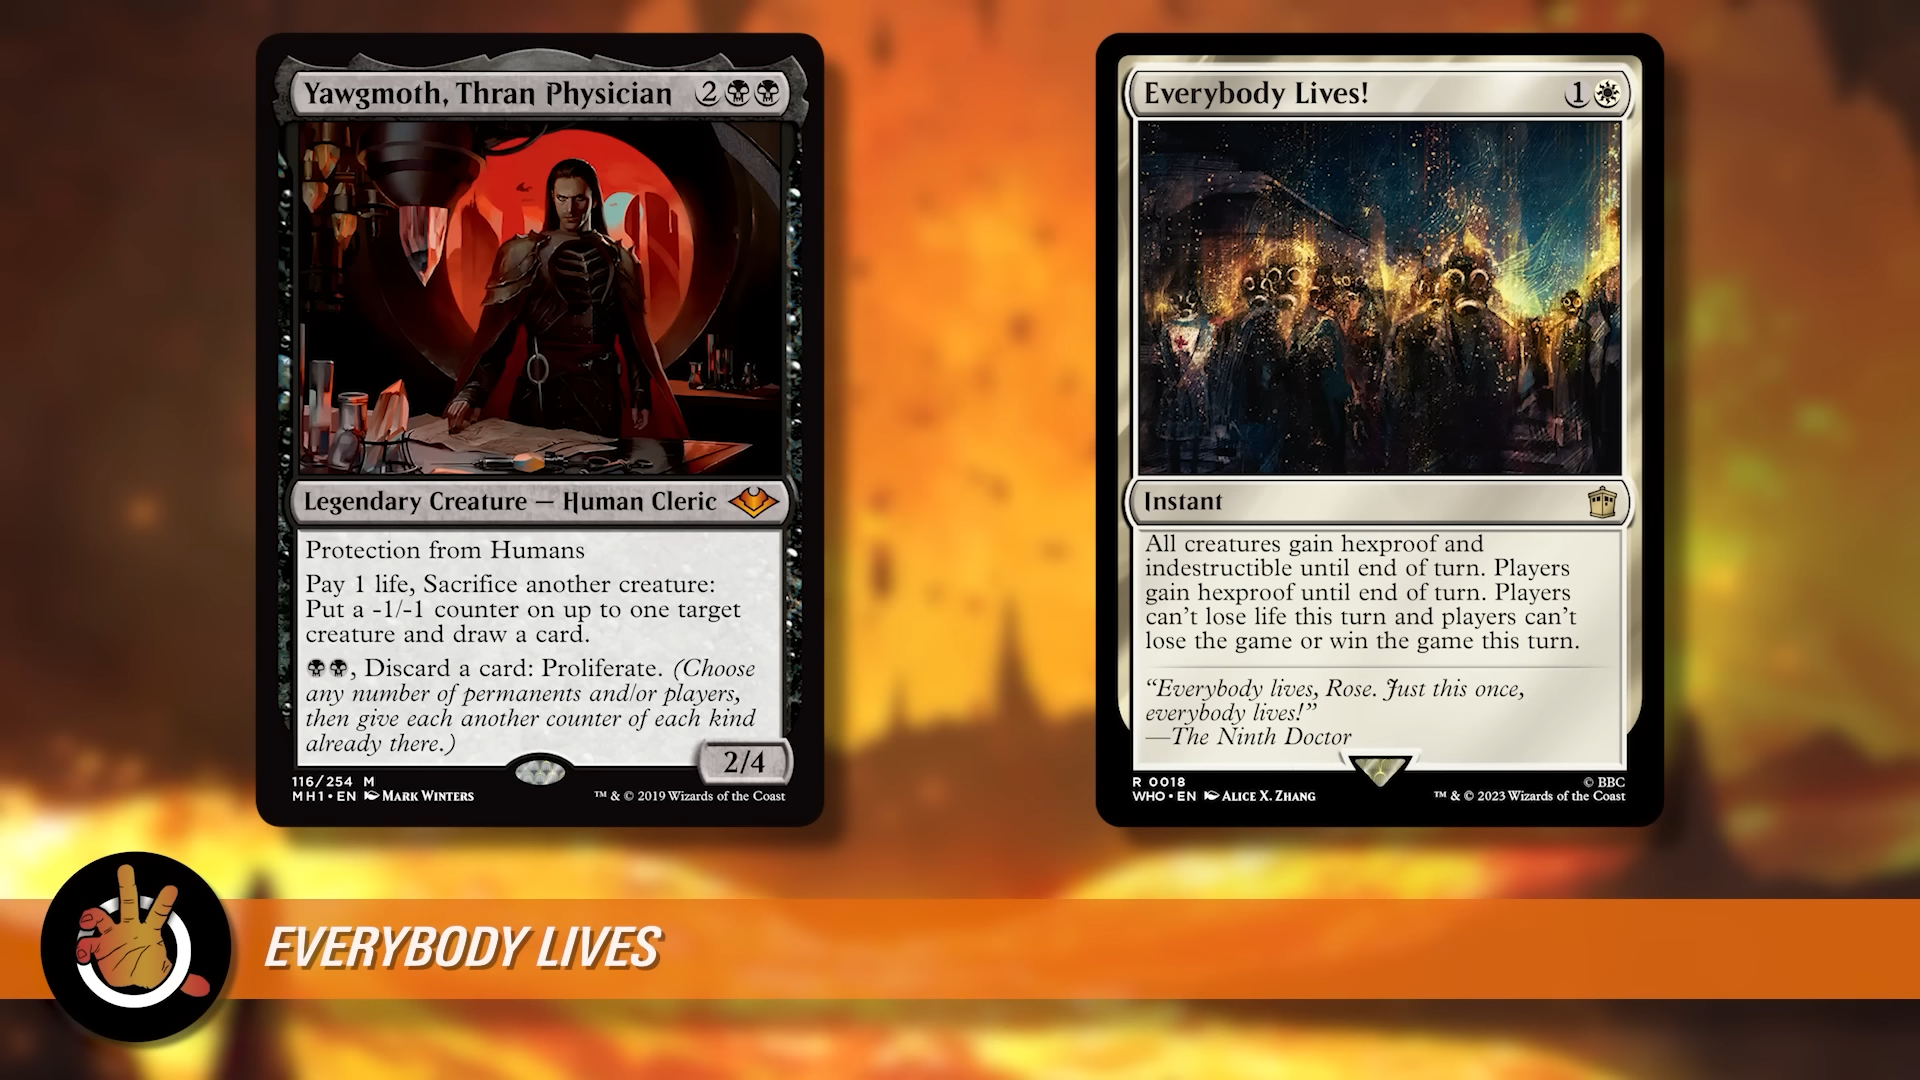 Yawgmoth, Thran Physician 2
Legendary Creature — Human Cleric
Protection from Humans
Pay 1 life, Sacrifice another creature:
Put a -1/-1 counter on up to one target
creature and draw a card.
, Discard a card: Proliferate. (Choose
any number of permanents and/or players,
then give each another counter of each kind
already there.)
2/4
116/254 M
MH1 • EN Mark Winters
™ & © 2019 Wizards of the Coast
Everybody Lives! 1
Instant
All creatures gain hexproof and
indestructible until end of turn. Players
gain hexproof until end of turn. Players
can't lose life this turn and players can't
lose the game or win the game this turn.
"Everybody lives, Rose. Just this once,
everybody lives!"
—The Ninth Doctor
R 0018
WHO • EN Alice X. Zhang
© BBC
™ & © 2023 Wizards of the Coast
EVERYBODY LIVES